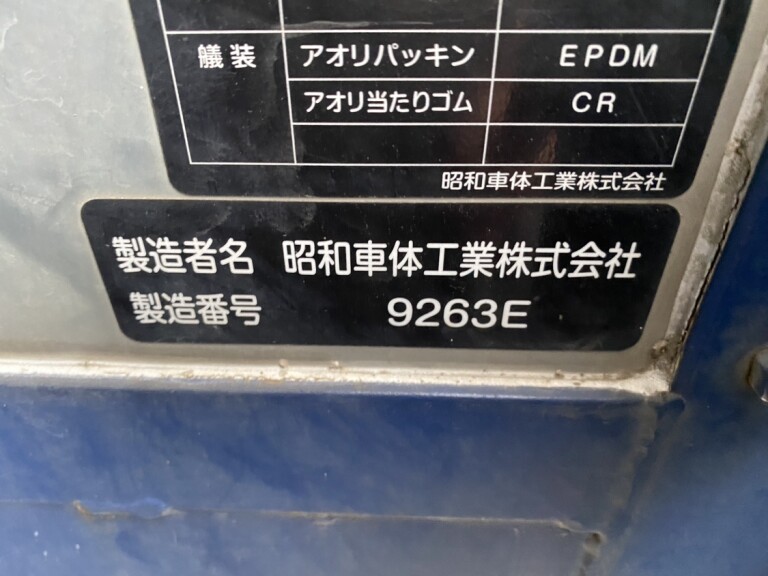 艤装 アオリパッキン EPDM
アオリ当たりゴム CR
昭和車体工業株式会社
製造者名 昭和車体工業株式会社
製造番号 9263E